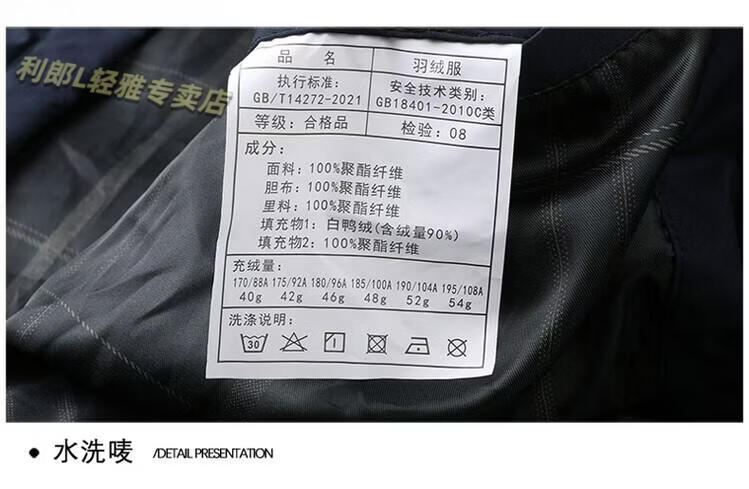 利郎L轻雅专卖店
品 名 羽绒服
执行标准: 安全技术类别:
GB/T14272-2021 GB18401-2010C类
等级: 合格品 检验: 08
成分:
面料: 100%聚酯纤维
胆布: 100%聚酯纤维
里料: 100%聚酯纤维
填充物1: 白鸭绒(含绒量90%)
填充物2: 100%聚酯纤维
充绒量:
170/88A 175/92A 180/96A 185/100A 190/104A 195/108A
40g 42g 46g 48g 52g 54g
洗涤说明:
30
水洗唛 /DETAIL PRESENTATION